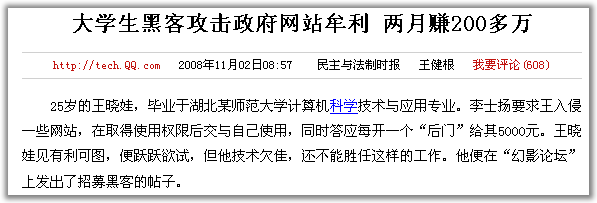 大学生黑客攻击政府网站牟利 两月赚200多万
http://tech.QQ.com 2008年11月02日08:57 民主与法制时报 王健根 我要评论(608)
25岁的王晓娃，毕业于湖北某师范大学计算机科学技术与应用专业。李士扬要求王入侵
一些网站，在取得使用权限后交与自己使用，同时答应每开一个“后门”给其5000元。王晓
娃见有利可图，便跃跃欲试，但他技术欠佳，还不能胜任这样的工作。他便在“幻影论坛”
上发出了招募黑客的帖子。